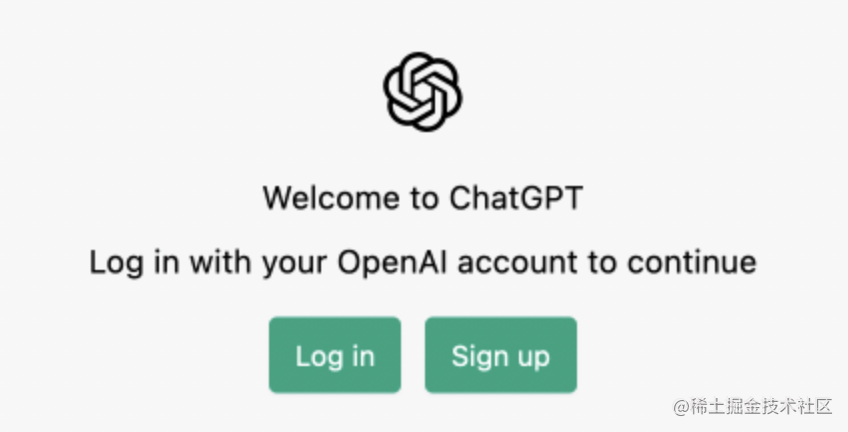 Welcome to ChatGPT
Log in with your OpenAI account to continue
Log in
Sign up
@稀土掘金技术社区